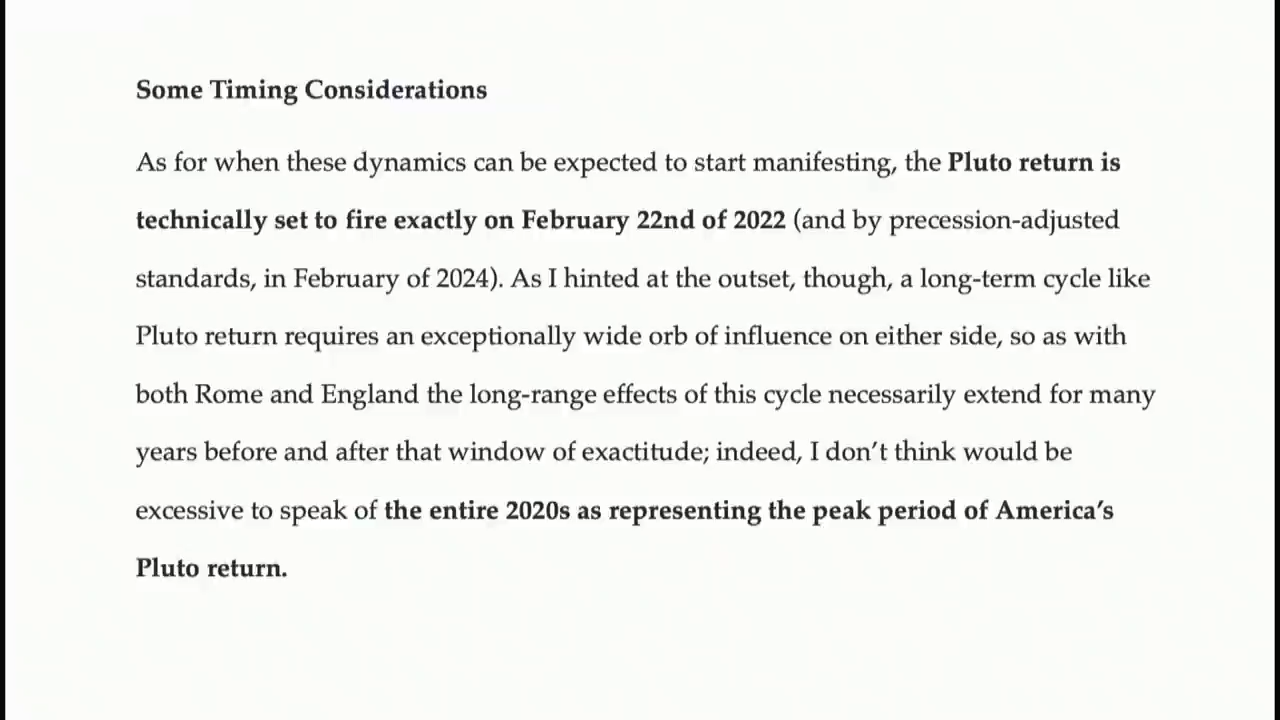 Some Timing Considerations
As for when these dynamics can be expected to start manifesting, the Pluto return is
technically set to fire exactly on February 22nd of 2022 (and by precession-adjusted
standards, in February of 2024). As I hinted at the outset, though, a long-term cycle like
Pluto return requires an exceptionally wide orb of influence on either side, so as with
both Rome and England the long-range effects of this cycle necessarily extend for many
years before and after that window of exactitude; indeed, I don’t think would be
excessive to speak of the entire 2020s as representing the peak period of America’s
Pluto return.